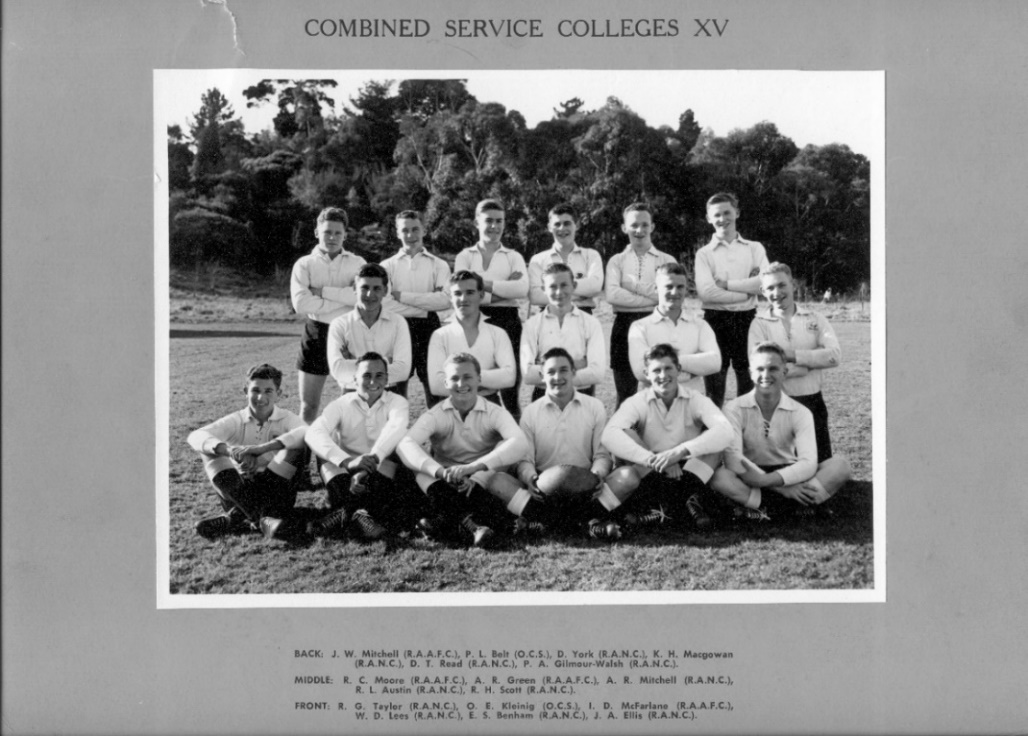 COMBINED SERVICE COLLEGES XV
BACK: J. W. Mitchell (R.A.A.F.C.), P. L. Belt (O.C.S.), D. York (R.A.N.C.), K. H. Macgowan
(R.A.N.C.), D. T. Read (R.A.N.C.), P. A. Gilmour-Walsh (R.A.N.C.).
MIDDLE: R. C. Moore (R.A.A.F.C.), A. R. Green (R.A.A.F.C.), A. R. Mitchell (R.A.N.C.),
R. L. Austin (R.A.N.C.), R. H. Scott (R.A.N.C.).
FRONT: R. G. Taylor (R.A.N.C.), O. E. Kleinig (O.C.S.), I. D. McFarlane (R.A.A.F.C.),
W. D. Lees (R.A.N.C.), E. S. Benham (R.A.N.C.), J. A. Ellis (R.A.N.C.).